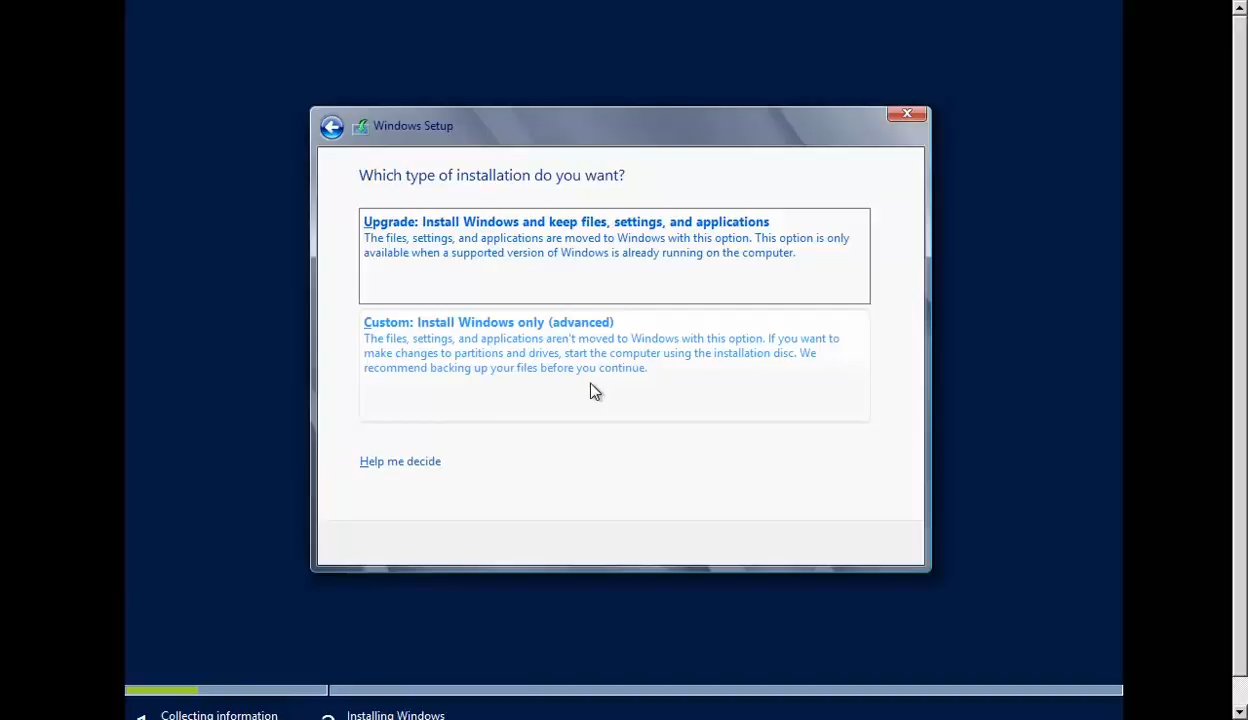 Windows Setup
Which type of installation do you want?
Upgrade: Install Windows and keep files, settings, and applications
The files, settings, and applications are moved to Windows with this option. This option is only
available when a supported version of Windows is already running on the computer.
Custom: Install Windows only (advanced)
The files, settings, and applications aren't moved to Windows with this option. If you want to
make changes to partitions and drives, start the computer using the installation disc. We
recommend backing up your files before you continue.
Help me decide
Collecting information
Installing Windows